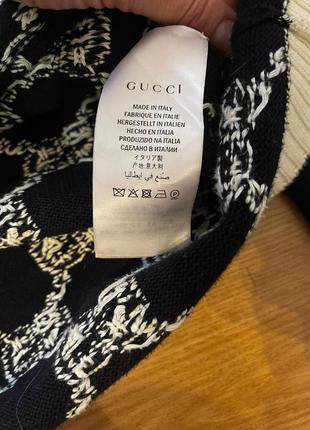 GUCCI
MADE IN ITALY
FABRIQUÉ EN ITALIE
HERGESTELLT IN ITALIEN
HECHO EN ITALIA
PRODUZIDO NA ITALIA
СДЕЛАНО В ИТАЛИИ
イタリア製
产地:意大利
صنع في إيطاليا